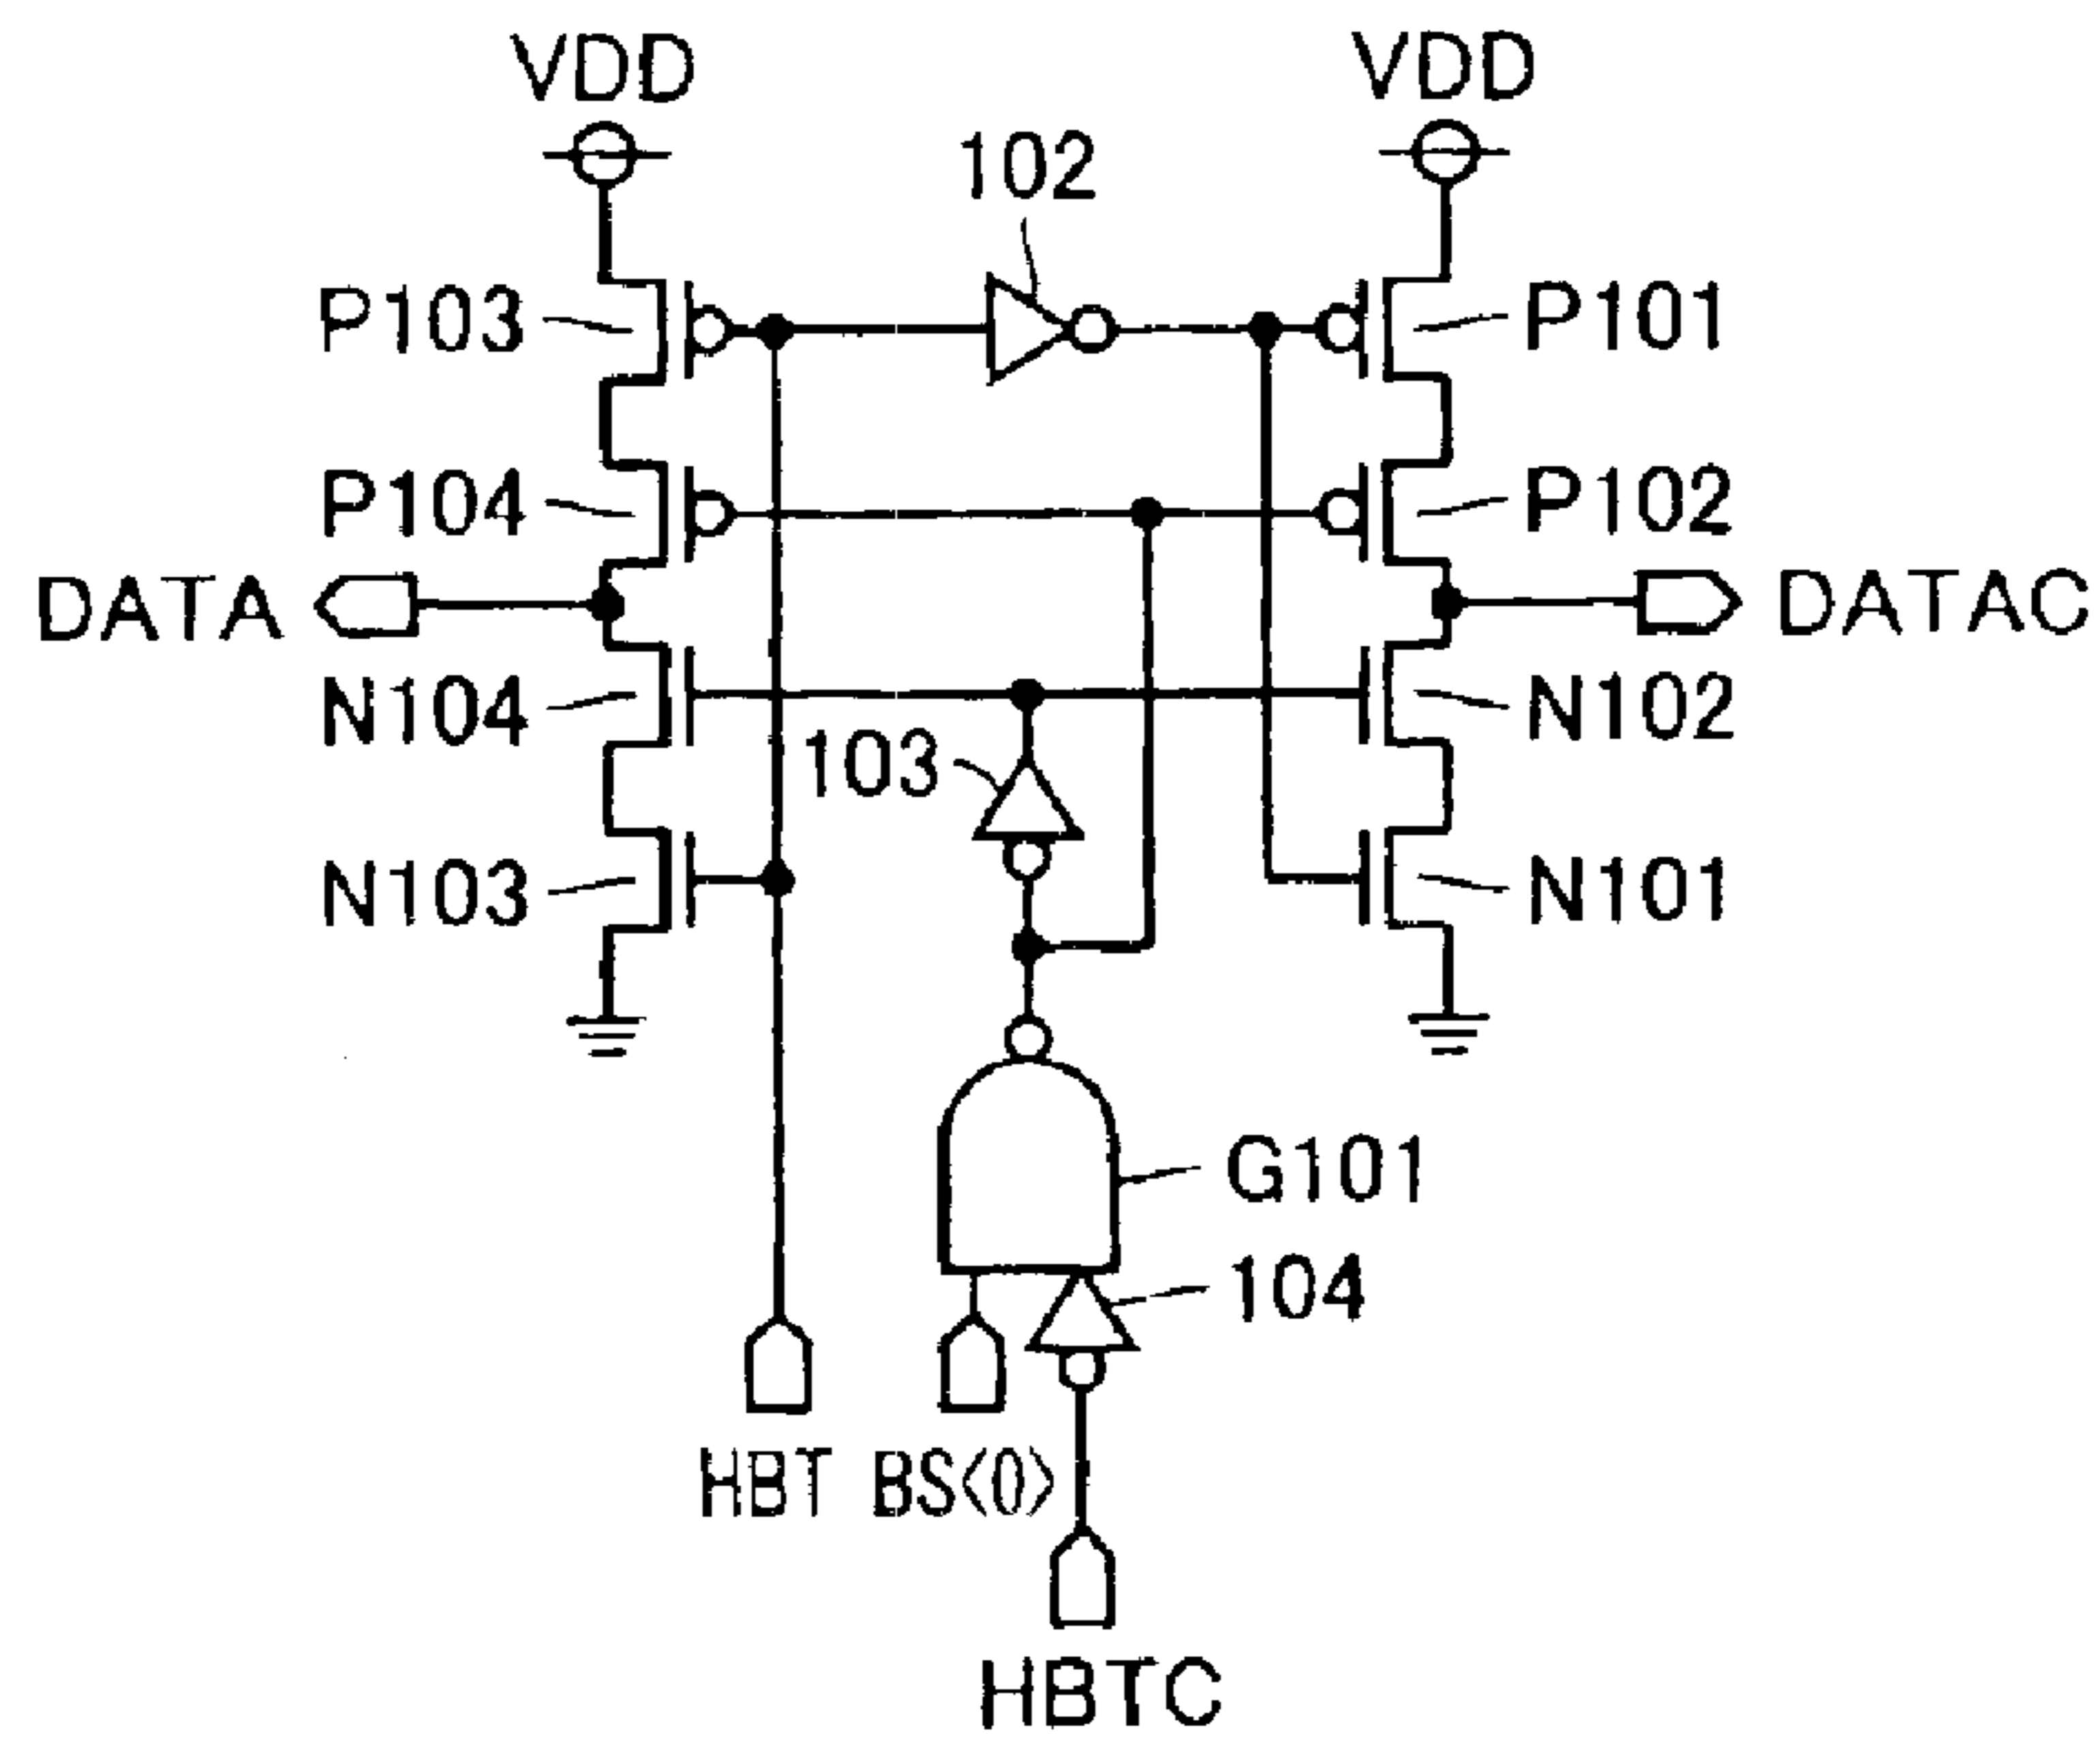 VDD VDD
102
P103 P101
P104 P102
DATA DATAC
N104 N102
103
N103 N101
G101
104
HBT BS<0>
HBTC